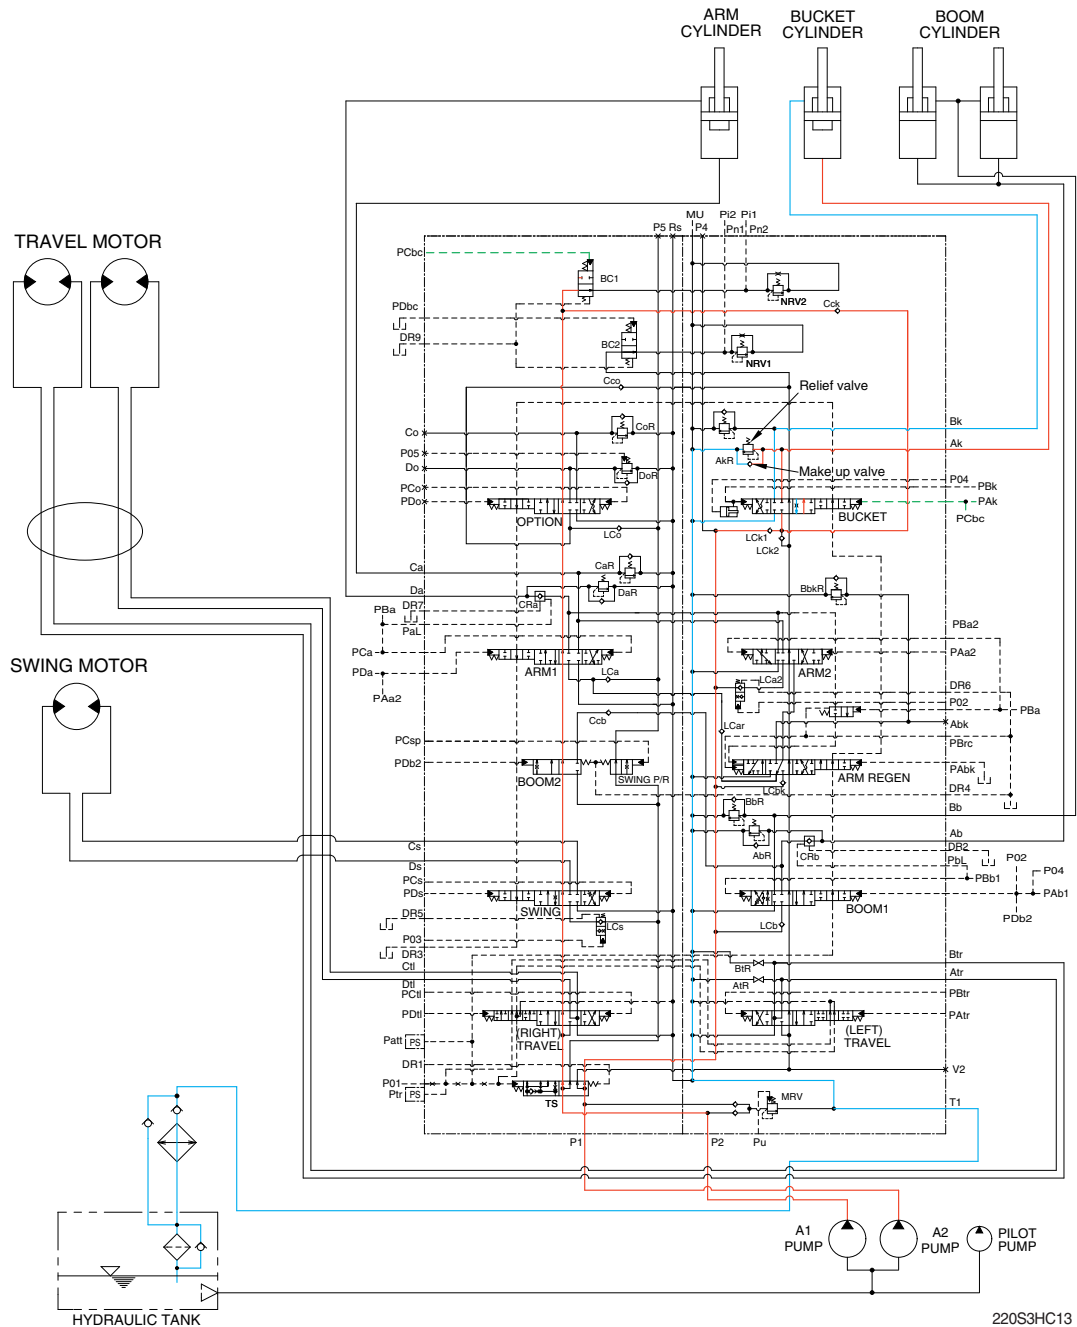 ARM
CYLINDER
BUCKET
CYLINDER
BOOM
CYLINDER
TRAVEL MOTOR
SWING MOTOR
MU
Pi2 Pi1
P5 Rs P4 Pn1 Pn2
PCbc
BC1
NRV2
Cck
PDbc
DR9
BC2
NRV1
Cco
Relief valve
Co
CoR
Bk
Ak
P05
AkR
Make up valve
Do
DoR
P04
PBk
PCo
PDo
PAk
OPTION
BUCKET
PCbc
LCo
LCk1
LCk2
Ca
CaR
Da
DaR
BbkR
DR7
CRa
PBa
PaL
PBa2
PCa
PAa2
PDa
ARM1
ARM2
LCa
LCa2
PAa2
DR6
P02
PBa
Ccb
LCar
Abk
PCsp
PBrc
PDb2
PAbk
BOOM2
SWING P/R
ARM REGEN
LCbk
DR4
BbR
Bb
Ab
AbR
CRb
Cs
DR2
P02
Ds
PbL
P04
PCs
PBb1
PDs
PAb1
SWING
BOOM1
DR5
LCs
LCb
PDb2
P03
DR3
Btr
Ctl
BtR
Atr
Dtl
AtR
PCtl
PBtr
PDtl
PAtr
(RIGHT)
TRAVEL
(LEFT)
TRAVEL
Patt PS
DR1
V2
P01
Ptr PS
TS
MRV
T1
P1
P2
Pu
A1
PUMP
A2
PUMP
PILOT
PUMP
HYDRAULIC TANK
220S3HC13